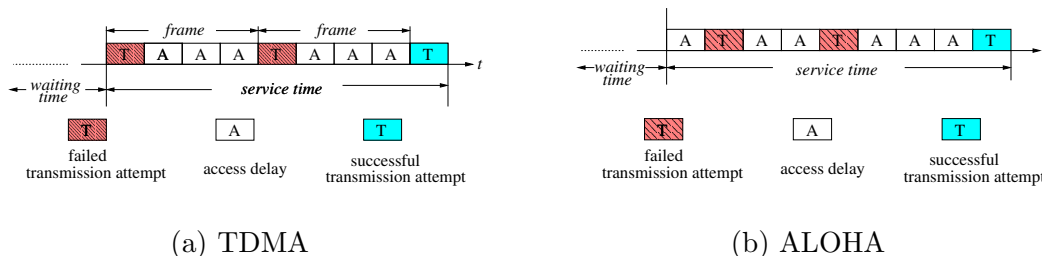 frame frame
T A A A T A A A T t
waiting time
service time
T A T
failed transmission attempt
access delay
successful transmission attempt
(a) TDMA
A T A A T A A A T
waiting time
service time
T A T
failed transmission attempt
access delay
successful transmission attempt
(b) ALOHA